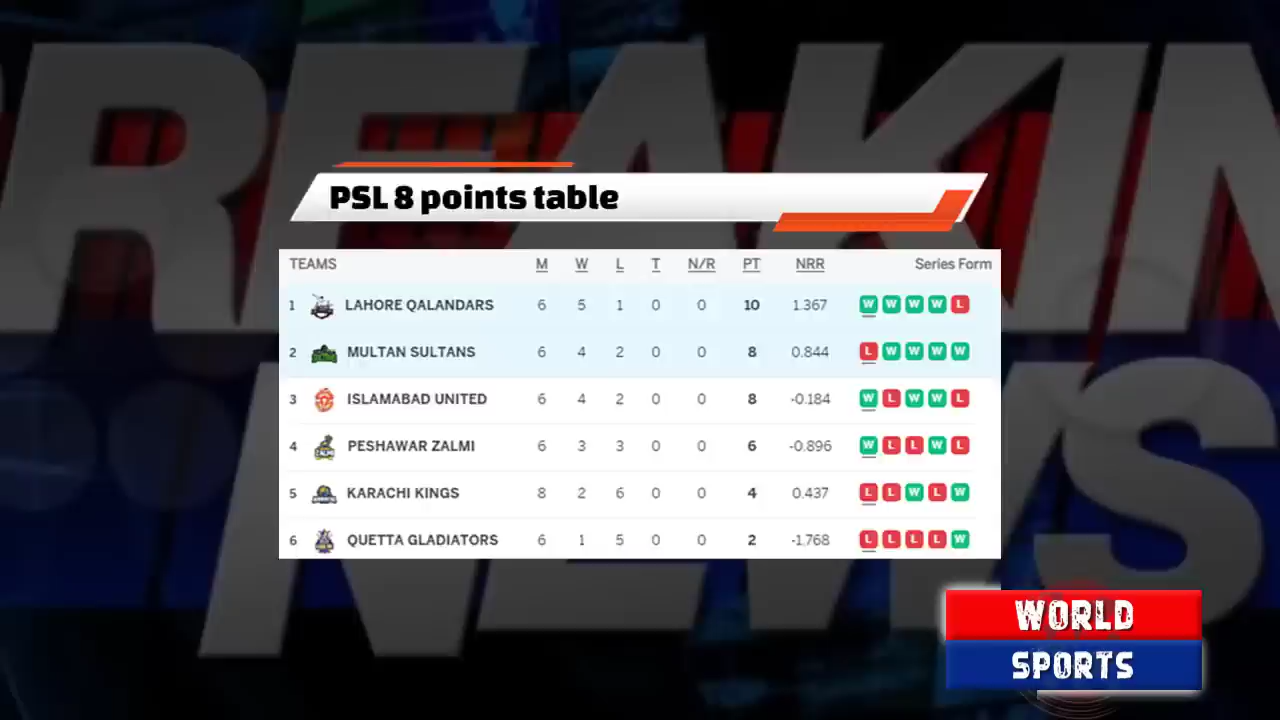 BREAKING
NEWS
PSL 8 points table
TEAMS M W L T N/R PT NRR Series Form
1 LAHORE QALANDARS 6 5 1 0 0 10 1.367 W W W W L
2 MULTAN SULTANS 6 4 2 0 0 8 0.844 L W W W W
3 ISLAMABAD UNITED 6 4 2 0 0 8 -0.184 W L W W L
4 PESHAWAR ZALMI 6 3 3 0 0 6 -0.896 W L L W L
5 KARACHI KINGS 8 2 6 0 0 4 0.437 L L W L W
6 QUETTA GLADIATORS 6 1 5 0 0 2 -1.768 L L L L W
WORLD
SPORTS